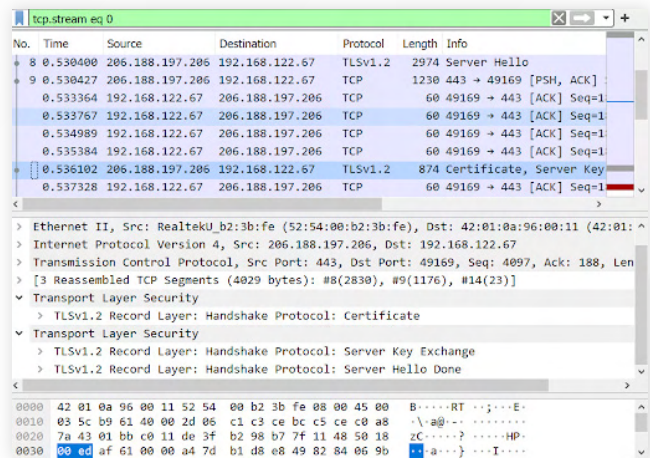 tcp.stream eq 0
No. Time Source Destination Protocol Length Info
8 0.530400 206.188.197.206 192.168.122.67 TLSv1.2 2974 Server Hello
9 0.530427 206.188.197.206 192.168.122.67 TCP 1230 443 → 49169 [PSH, ACK]
0.533364 192.168.122.67 206.188.197.206 TCP 60 49169 → 443 [ACK] Seq=1
0.533767 192.168.122.67 206.188.197.206 TCP 60 49169 → 443 [ACK] Seq=1
0.534989 192.168.122.67 206.188.197.206 TCP 60 49169 → 443 [ACK] Seq=1
0.535384 192.168.122.67 206.188.197.206 TCP 60 49169 → 443 [ACK] Seq=1
0.536102 206.188.197.206 192.168.122.67 TLSv1.2 874 Certificate, Server Key
0.537328 192.168.122.67 206.188.197.206 TCP 60 49169 → 443 [ACK] Seq=1
Ethernet II, Src: RealtekU_b2:3b:fe (52:54:00:b2:3b:fe), Dst: 42:01:0a:96:00:11 (42:01:
Internet Protocol Version 4, Src: 206.188.197.206, Dst: 192.168.122.67
Transmission Control Protocol, Src Port: 443, Dst Port: 49169, Seq: 4097, Ack: 188, Len
[3 Reassembled TCP Segments (4029 bytes): #8(2830), #9(1176), #14(23)]
Transport Layer Security
TLSv1.2 Record Layer: Handshake Protocol: Certificate
Transport Layer Security
TLSv1.2 Record Layer: Handshake Protocol: Server Key Exchange
TLSv1.2 Record Layer: Handshake Protocol: Server Hello Done
0000 42 01 0a 96 00 11 52 54 00 b2 3b fe 08 00 45 00 B·····RT ··;···E·
0010 03 5c b9 61 40 00 2d 06 c1 c3 ce bc c5 ce c0 a8 ·\·a@·-· ········
0020 7a 43 01 bb c0 11 de 3f b2 98 b7 7f 11 48 50 18 zC·····? ·····HP·
0030 00 ed af 61 00 00 a4 7d b1 d8 e8 49 82 84 06 9b ···a···} ···I····